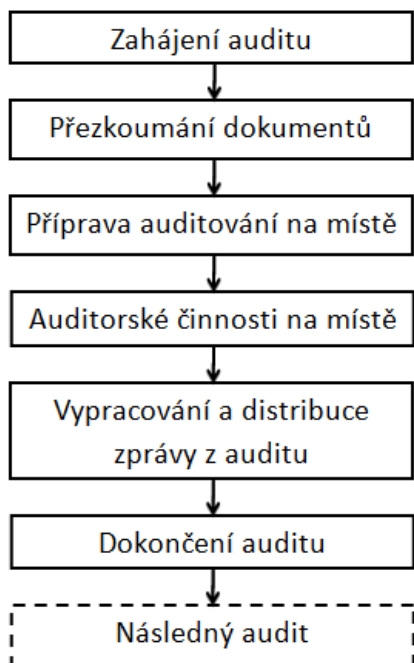 Zahájení auditu
Přezkoumání dokumentů
Příprava auditování na místě
Auditorské činnosti na místě
Vypracování a distribuce
zprávy z auditu
Dokončení auditu
Následný audit